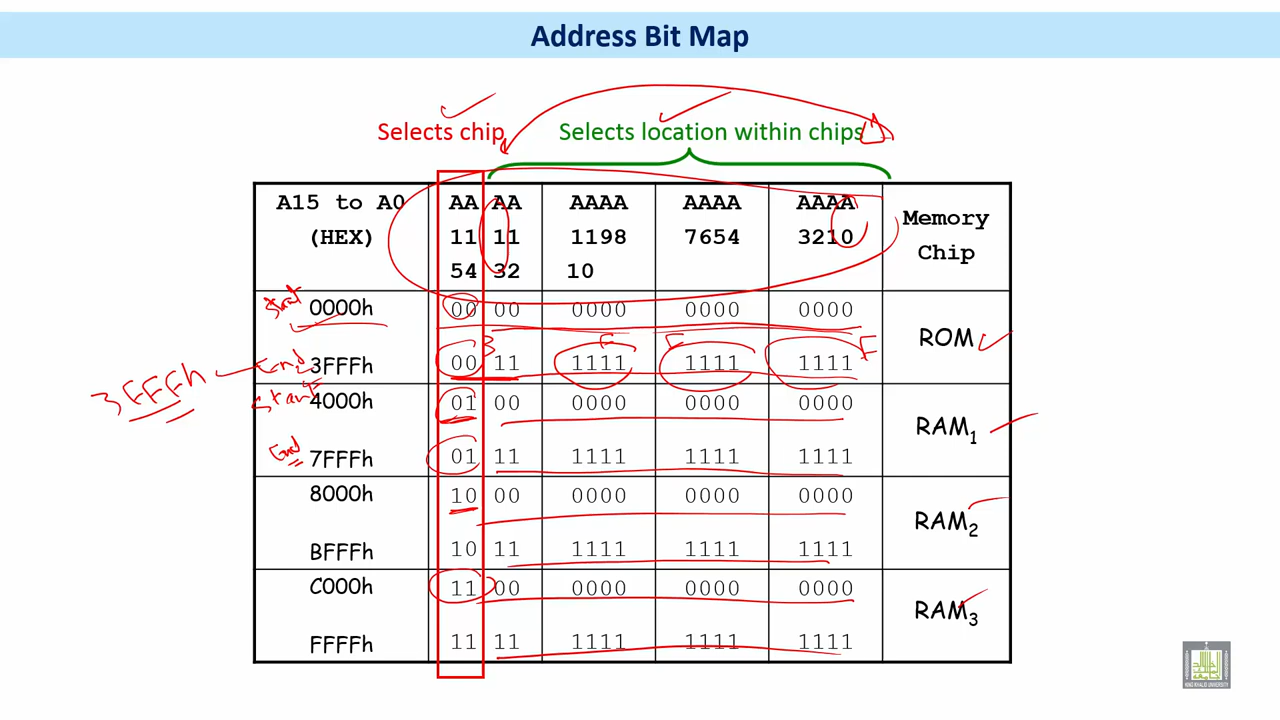 Address Bit Map
Selects chip
Selects location within chips
A15 to A0 AA AA AAAA AAAA AAAA Memory
(HEX) 11 11 1198 7654 3210 Chip
54 32 10
Start 0000h 00 00 0000 0000 0000
ROM
B F F F
3FFFh End 3FFFh 00 11 1111 1111 1111
Start 4000h 01 00 0000 0000 0000
RAM1
End 7FFFh 01 11 1111 1111 1111
8000h 10 00 0000 0000 0000
RAM2
BFFFh 10 11 1111 1111 1111
C000h 11 00 0000 0000 0000
RAM3
FFFFh 11 11 1111 1111 1111
KING KHALID UNIVERSITY